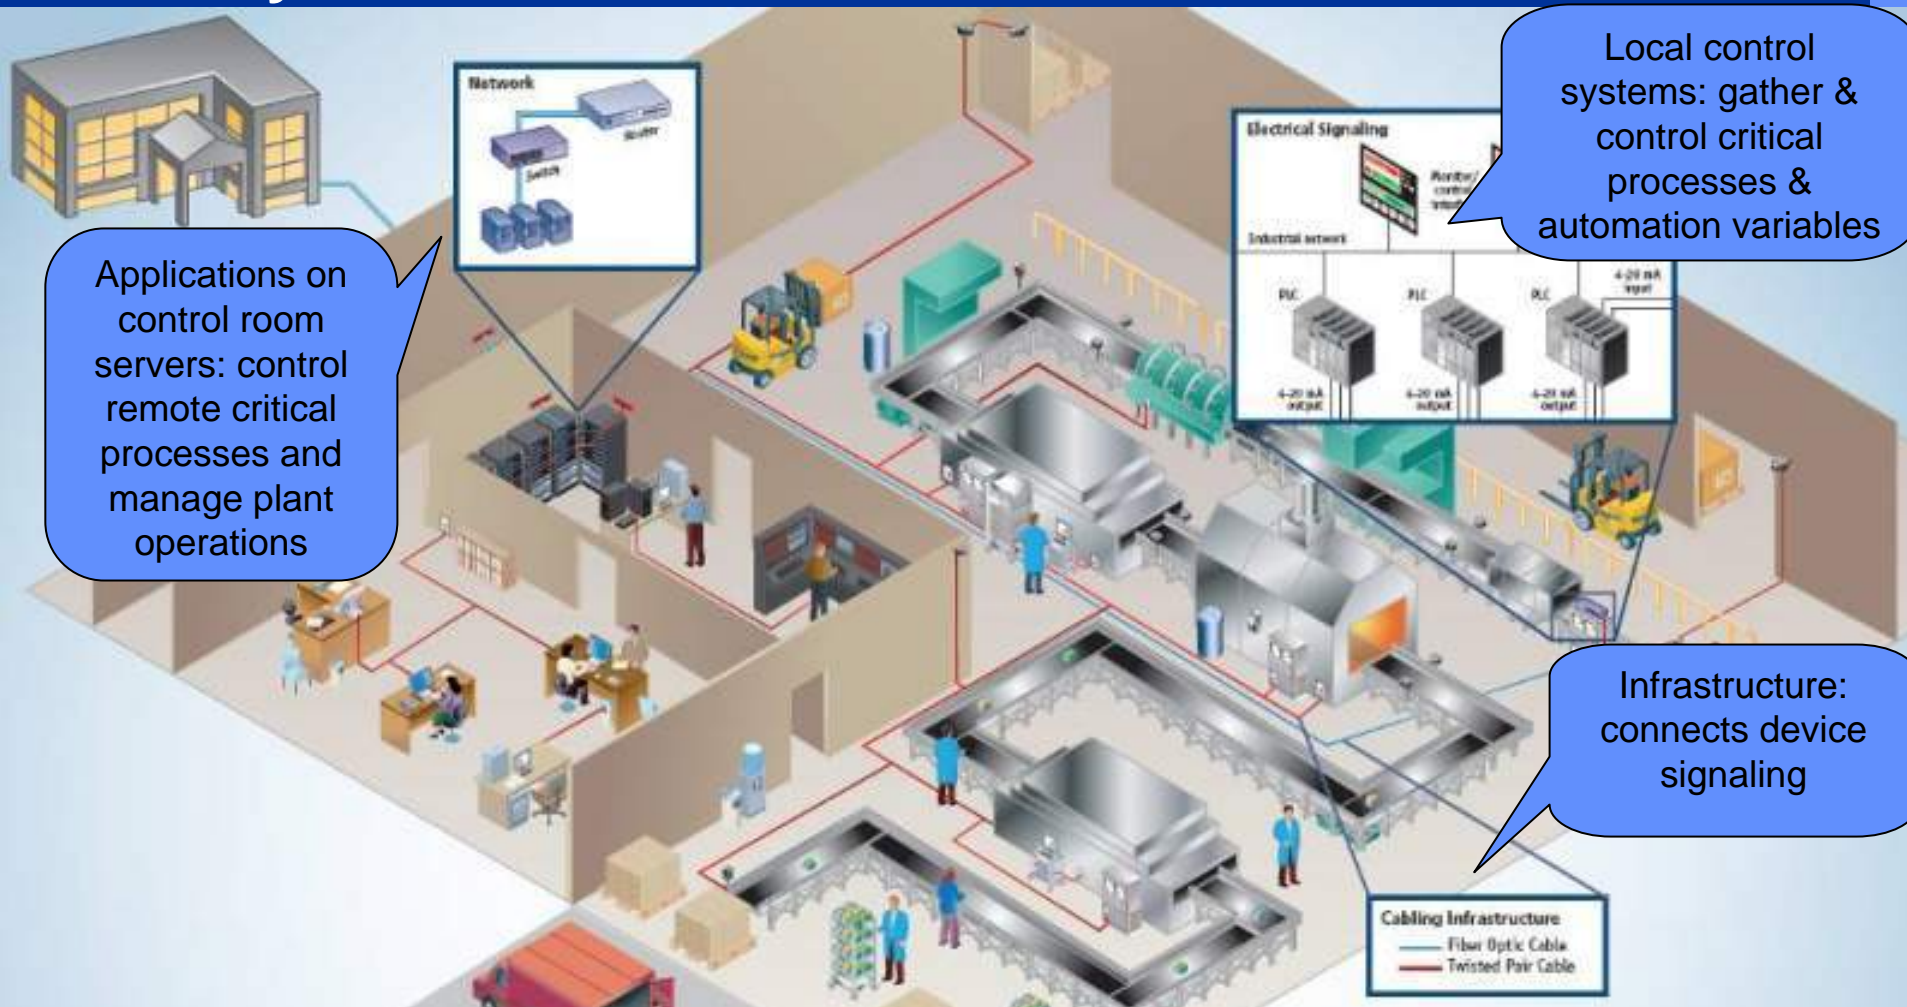 Network
Router
Switch
Applications on
control room
servers: control
remote critical
processes and
manage plant
operations
Electrical Signaling
Monitor/
control
Industrial network
PLC
PLC
PLC
4-20 mA
input
4-20 mA
output
4-20 mA
output
4-20 mA
output
Local control
systems: gather &
control critical
processes &
automation variables
Infrastructure:
connects device
signaling
Cabling Infrastructure
Fiber Optic Cable
Twisted Pair Cable